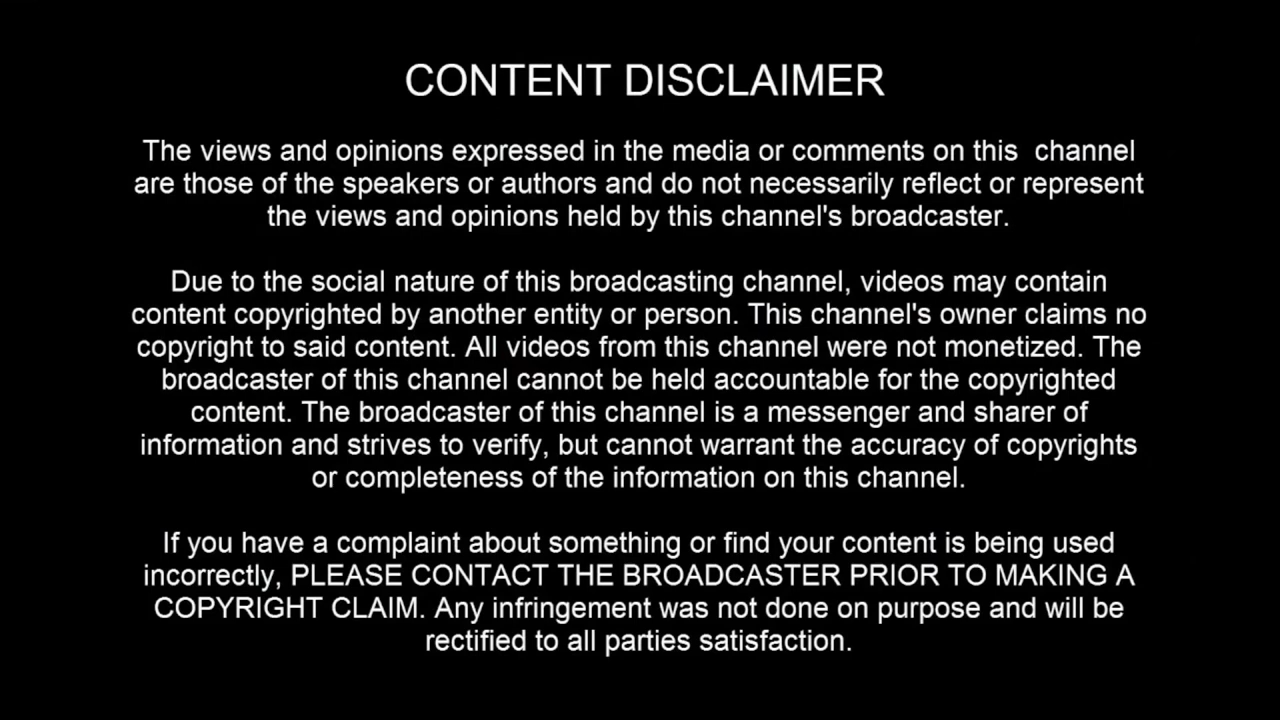 CONTENT DISCLAIMER
The views and opinions expressed in the media or comments on this channel
are those of the speakers or authors and do not necessarily reflect or represent
the views and opinions held by this channel's broadcaster.
Due to the social nature of this broadcasting channel, videos may contain
content copyrighted by another entity or person. This channel's owner claims no
copyright to said content. All videos from this channel were not monetized. The
broadcaster of this channel cannot be held accountable for the copyrighted
content. The broadcaster of this channel is a messenger and sharer of
information and strives to verify, but cannot warrant the accuracy of copyrights
or completeness of the information on this channel.
If you have a complaint about something or find your content is being used
incorrectly, PLEASE CONTACT THE BROADCASTER PRIOR TO MAKING A
COPYRIGHT CLAIM. Any infringement was not done on purpose and will be
rectified to all parties satisfaction.